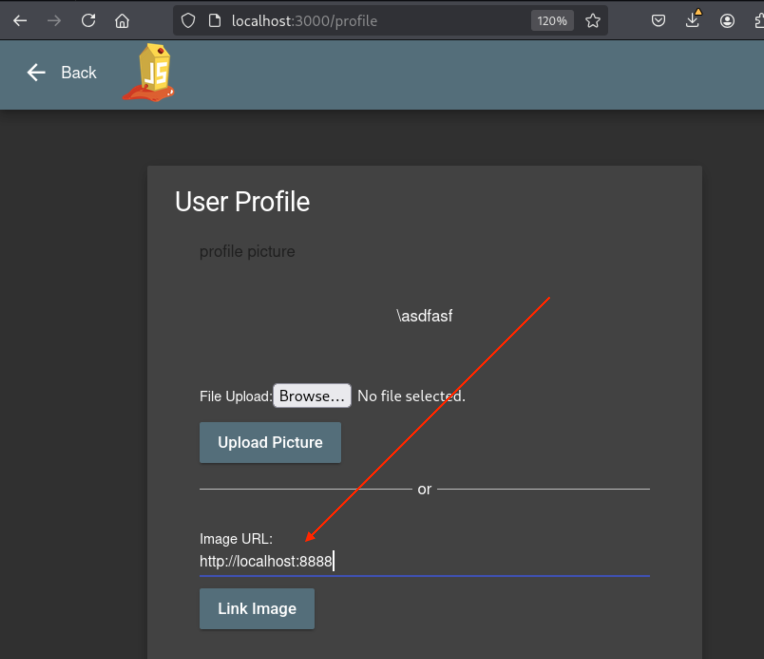 localhost:3000/profile 120%
Back JS
User Profile
profile picture
\asdfasf
File Upload: Browse... No file selected.
Upload Picture
or
Image URL:
http://localhost:8888
Link Image